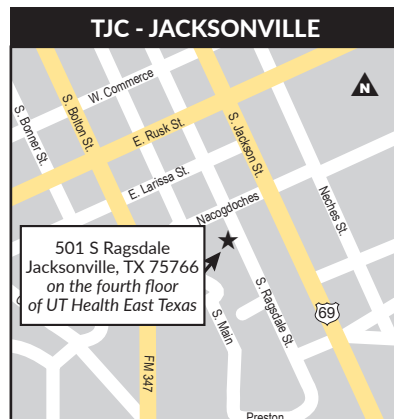 TJC - JACKSONVILLE
W. Commerce
N
S. Bolton St.
S. Bonner St.
E. Rusk St.
S. Jackson St.
E. Larissa St.
Neches St.
Nacogdoches
501 S Ragsdale
Jacksonville, TX 75766
on the fourth floor
of UT Health East Texas
S. Ragsdale St.
69
S. Main
FM 347
Preston